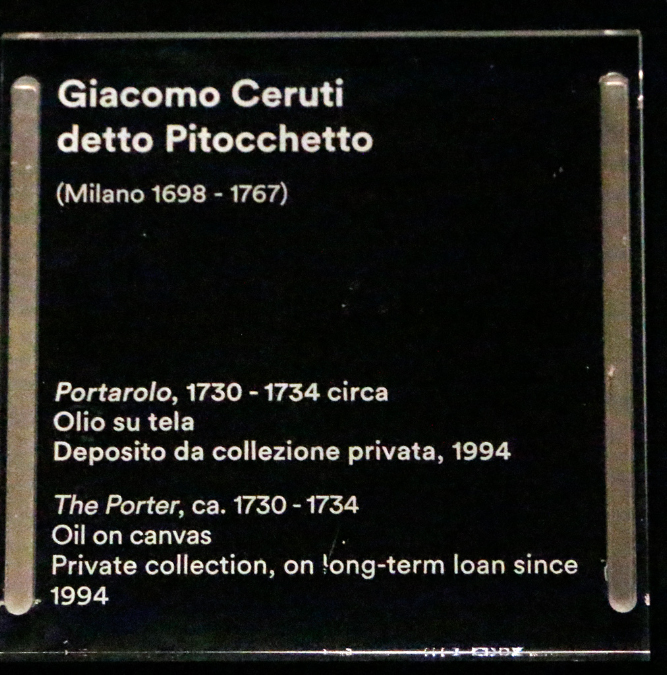 Giacomo Ceruti
detto Pitocchetto
(Milano 1698 - 1767)
Portarolo, 1730 - 1734 circa
Olio su tela
Deposito da collezione privata, 1994
The Porter, ca. 1730 - 1734
Oil on canvas
Private collection, on long-term loan since
1994